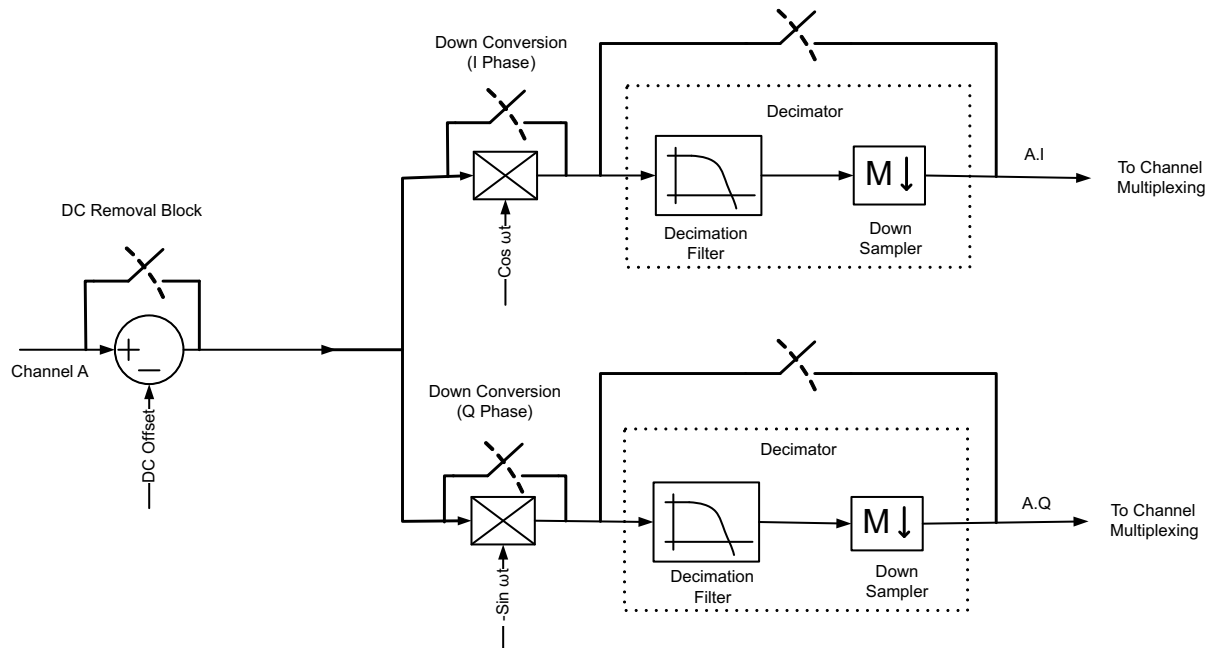 Down Conversion
(I Phase)
Decimator
A.I
To Channel
Multiplexing
M
Decimation
Filter
Down
Sampler
Cos ωt
DC Removal Block
Channel A
DC Offset
Down Conversion
(Q Phase)
Decimator
A.Q
To Channel
Multiplexing
M
Decimation
Filter
Down
Sampler
-Sin ωt